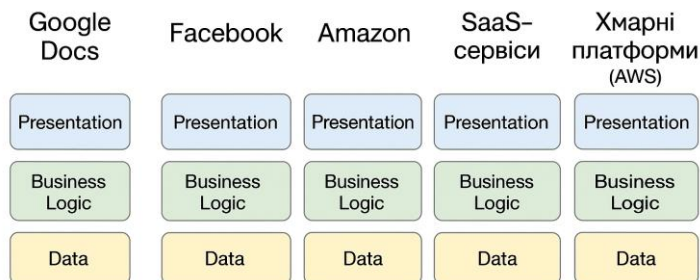 Google
Docs
Facebook
Amazon
SaaS–
сервіси
Хмарні
платформи
(AWS)
Presentation
Presentation
Presentation
Presentation
Presentation
Business
Logic
Business
Logic
Business
Logic
Business
Logic
Business
Logic
Data
Data
Data
Data
Data